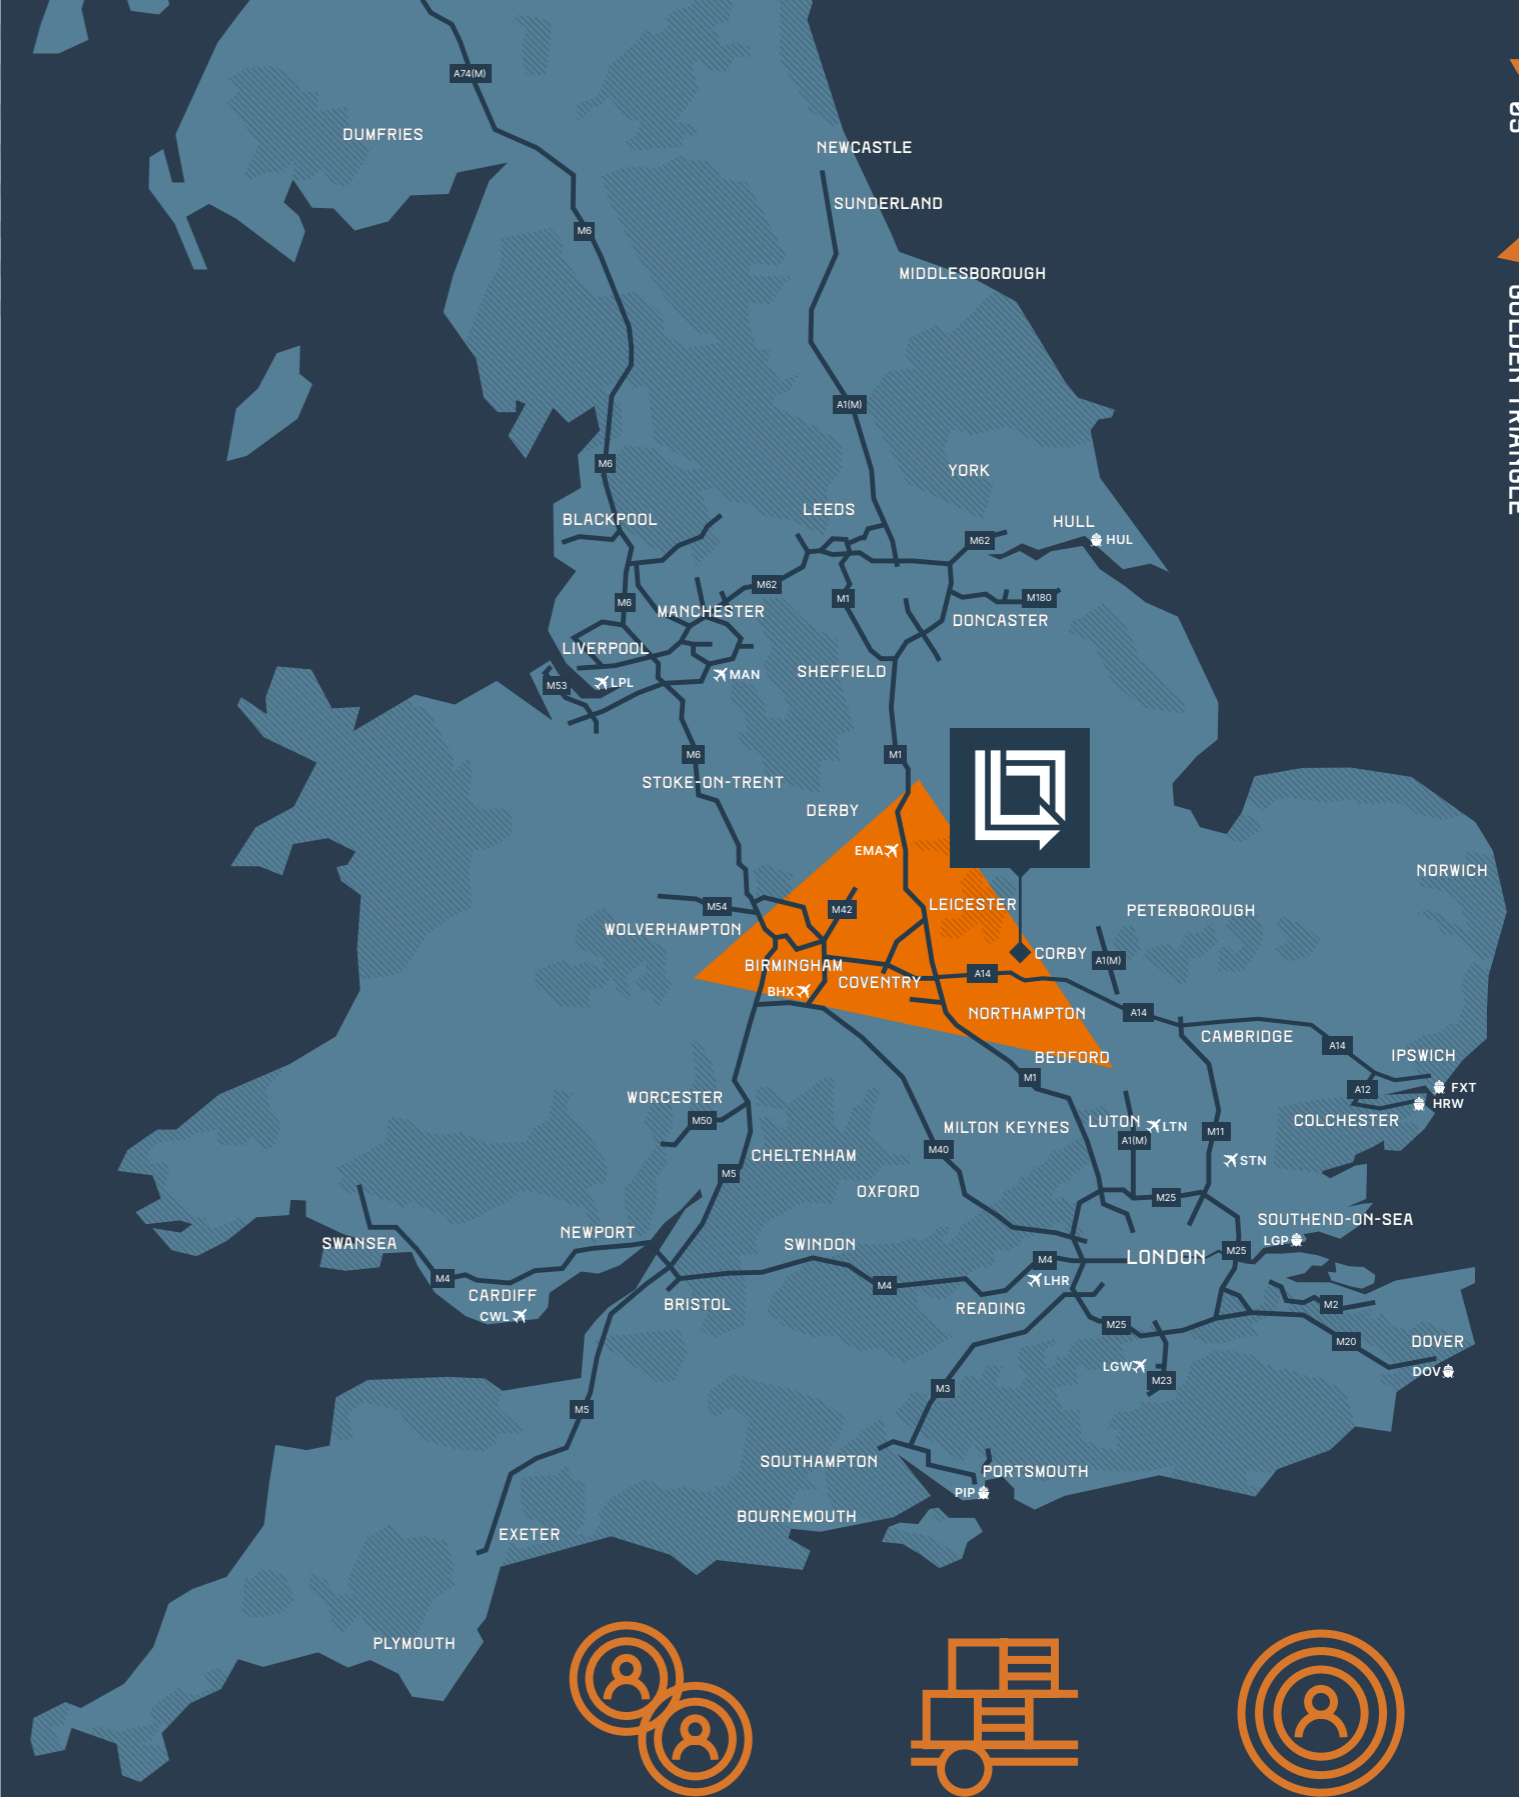 A74(M)
DUMFRIES
NEWCASTLE
SUNDERLAND
M6
MIDDLESBOROUGH
GOLDEN TRIANGLE
A1(M)
M6
YORK
LEEDS
BLACKPOOL
HULL
HUL
M62
M62
M6
M1
M180
MANCHESTER
DONCASTER
LIVERPOOL
SHEFFIELD
MAN
LPL
M53
M6
M1
STOKE-ON-TRENT
DERBY
EMA
NORWICH
M54
M42
LEICESTER
PETERBOROUGH
WOLVERHAMPTON
CORBY
A1(M)
BIRMINGHAM
A14
COVENTRY
BHX
NORTHAMPTON
A14
CAMBRIDGE
A14
BEDFORD
IPSWICH
M1
A12
FXT
WORCESTER
HRW
M50
COLCHESTER
LUTON
LTN
MILTON KEYNES
M11
A1(M)
M40
CHELTENHAM
STN
M5
OXFORD
M25
SOUTHEND-ON-SEA
NEWPORT
LGP
SWANSEA
SWINDON
M25
LONDON
M4
M4
LHR
M4
CARDIFF
BRISTOL
READING
M2
CWL
M25
M20
DOVER
LGW
DOV
M23
M3
M5
SOUTHAMPTON
PORTSMOUTH
PIP
BOURNEMOUTH
EXETER
PLYMOUTH